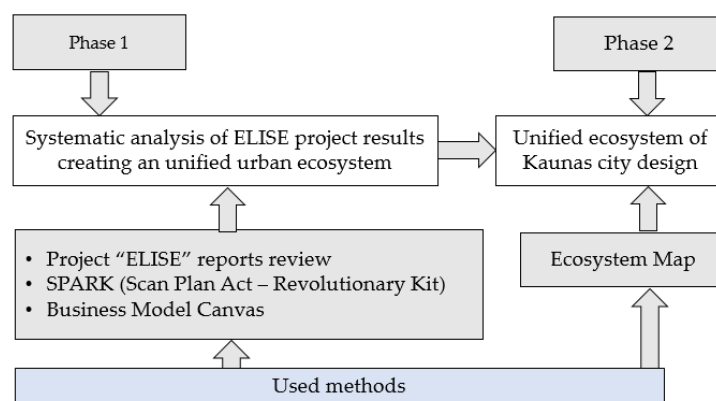 Phase 1
Phase 2
Systematic analysis of ELISE project results
creating an unified urban ecosystem
Unified ecosystem of
Kaunas city design
• Project “ELISE” reports review
• SPARK (Scan Plan Act – Revolutionary Kit)
• Business Model Canvas
Ecosystem Map
Used methods